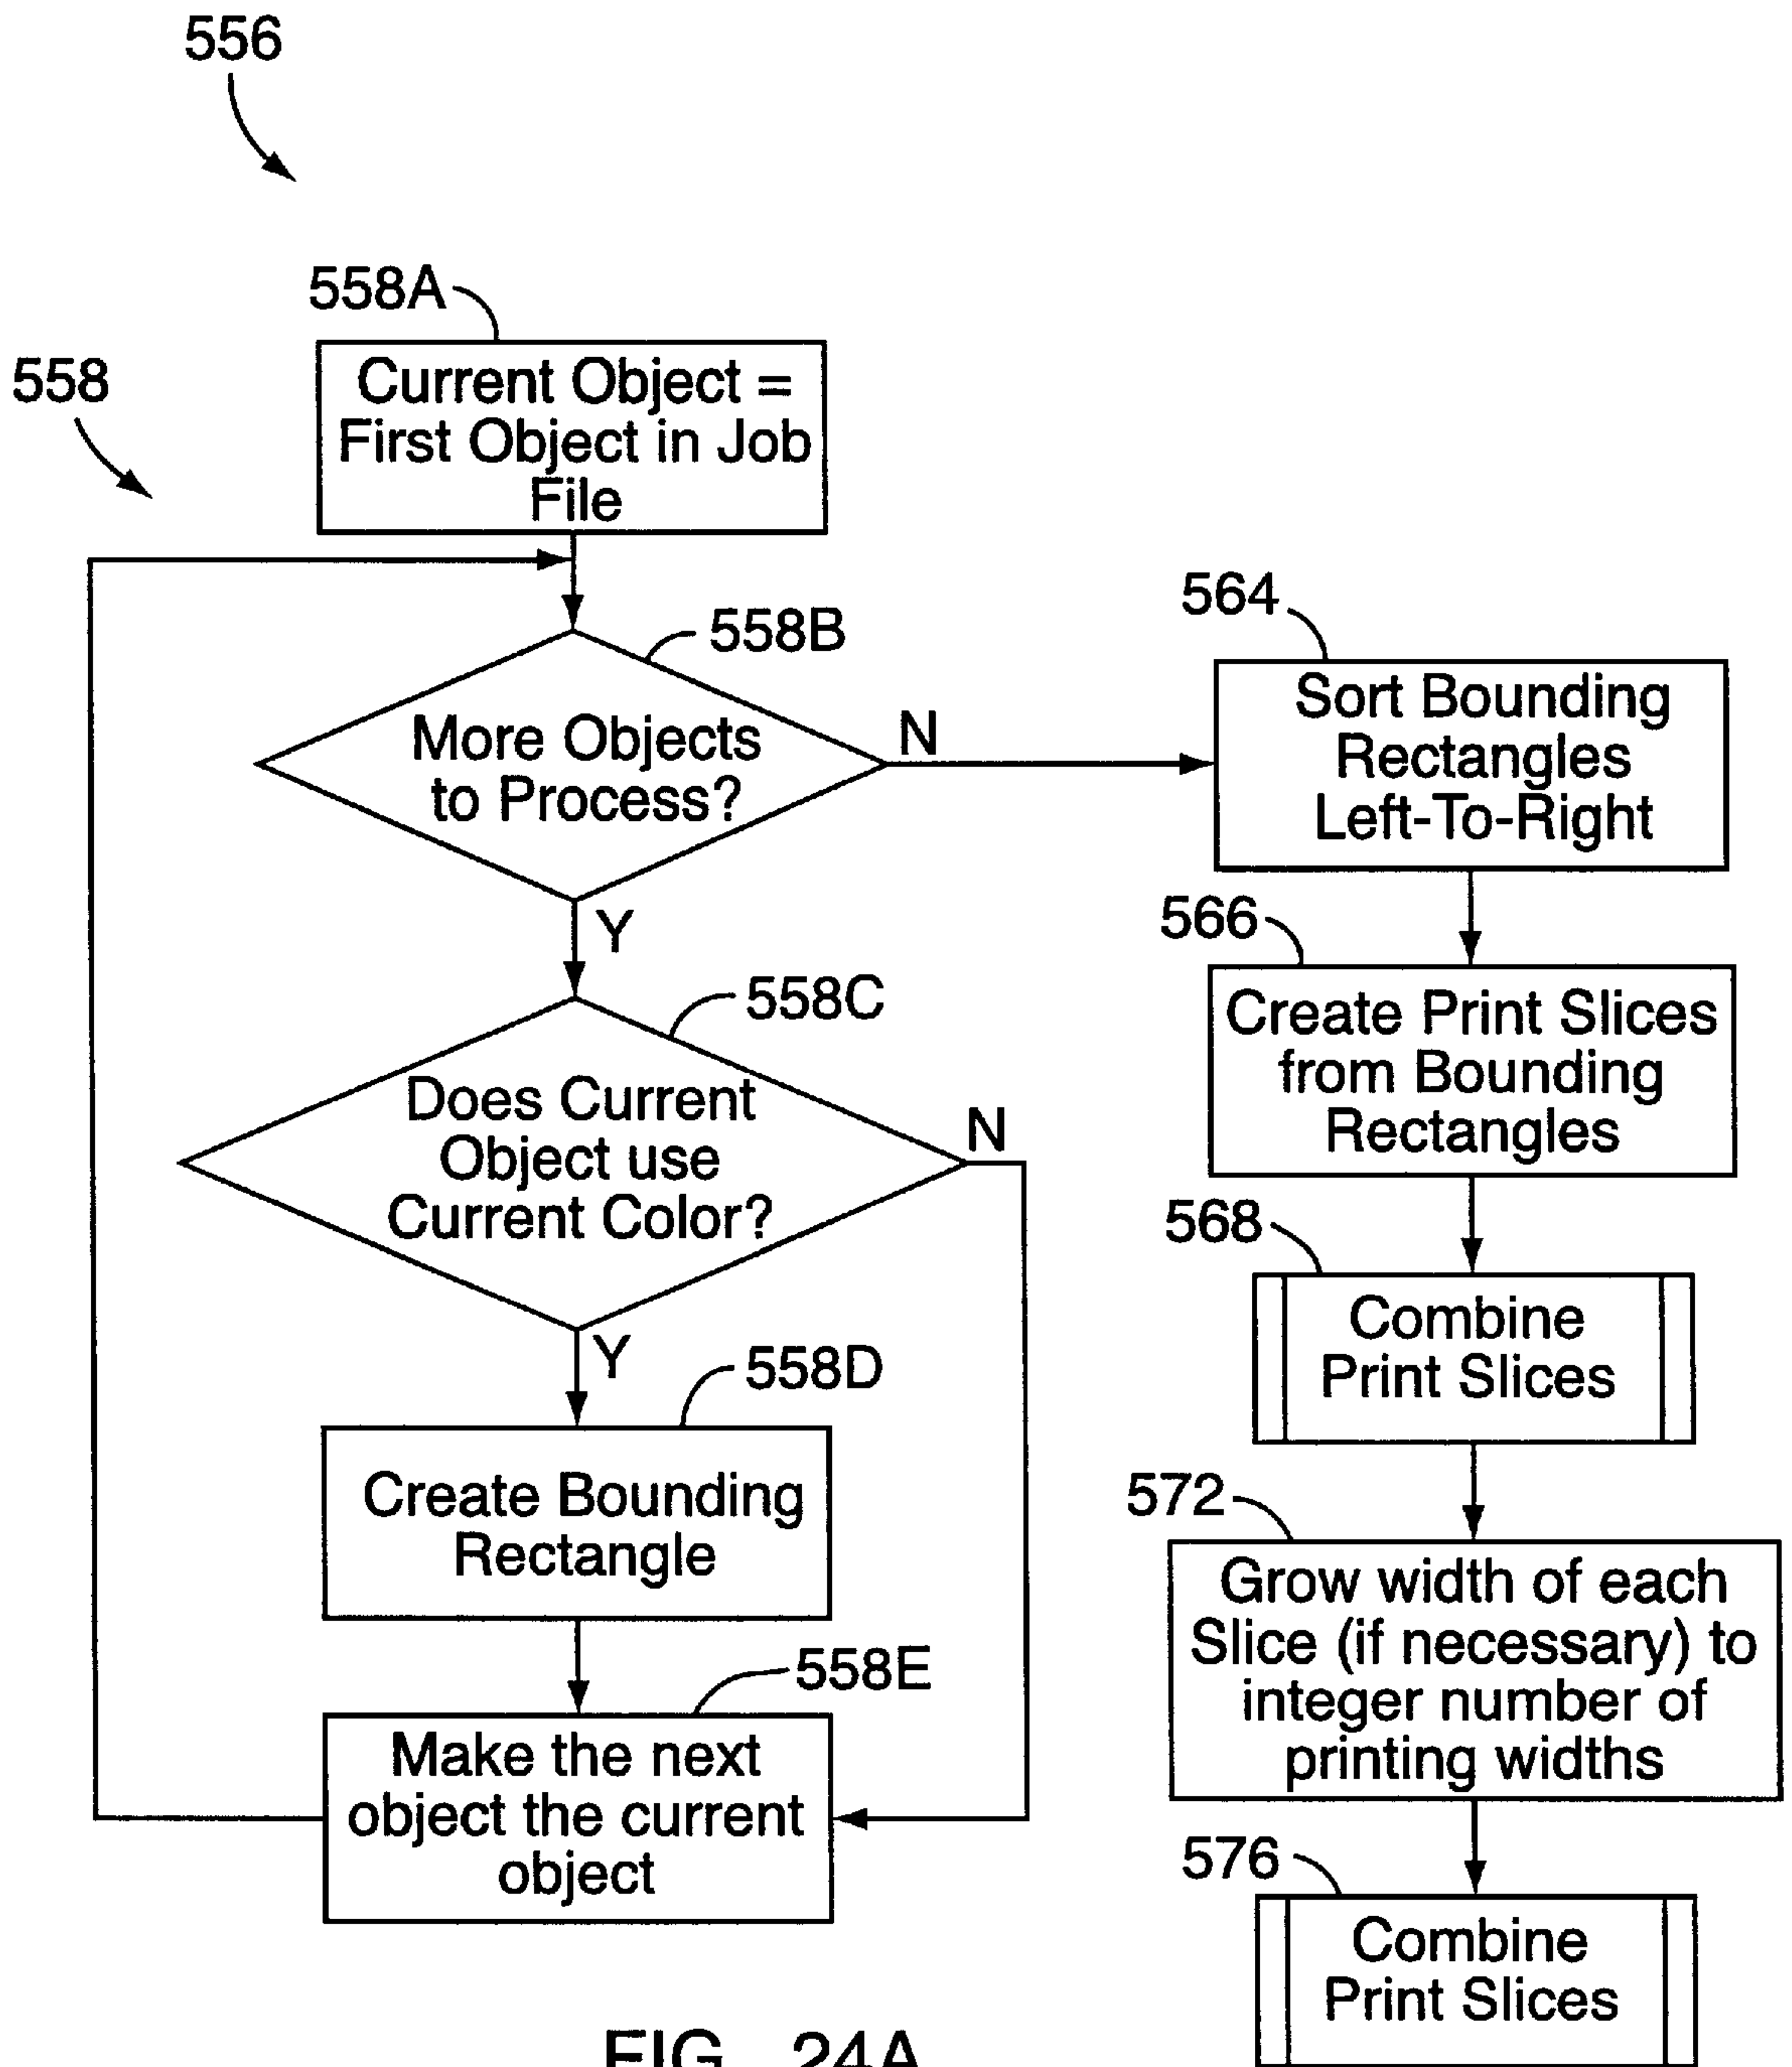 556
558A
558
Current Object =
First Object in Job
File
558B
More Objects
to Process?
N
Y
558C
Does Current
Object use
Current Color?
N
Y
558D
Create Bounding
Rectangle
558E
Make the next
object the current
object
564
Sort Bounding
Rectangles
Left-To-Right
566
Create Print Slices
from Bounding
Rectangles
568
Combine
Print Slices
572
Grow width of each
Slice (if necessary) to
integer number of
printing widths
576
Combine
Print Slices
FIG. 24A